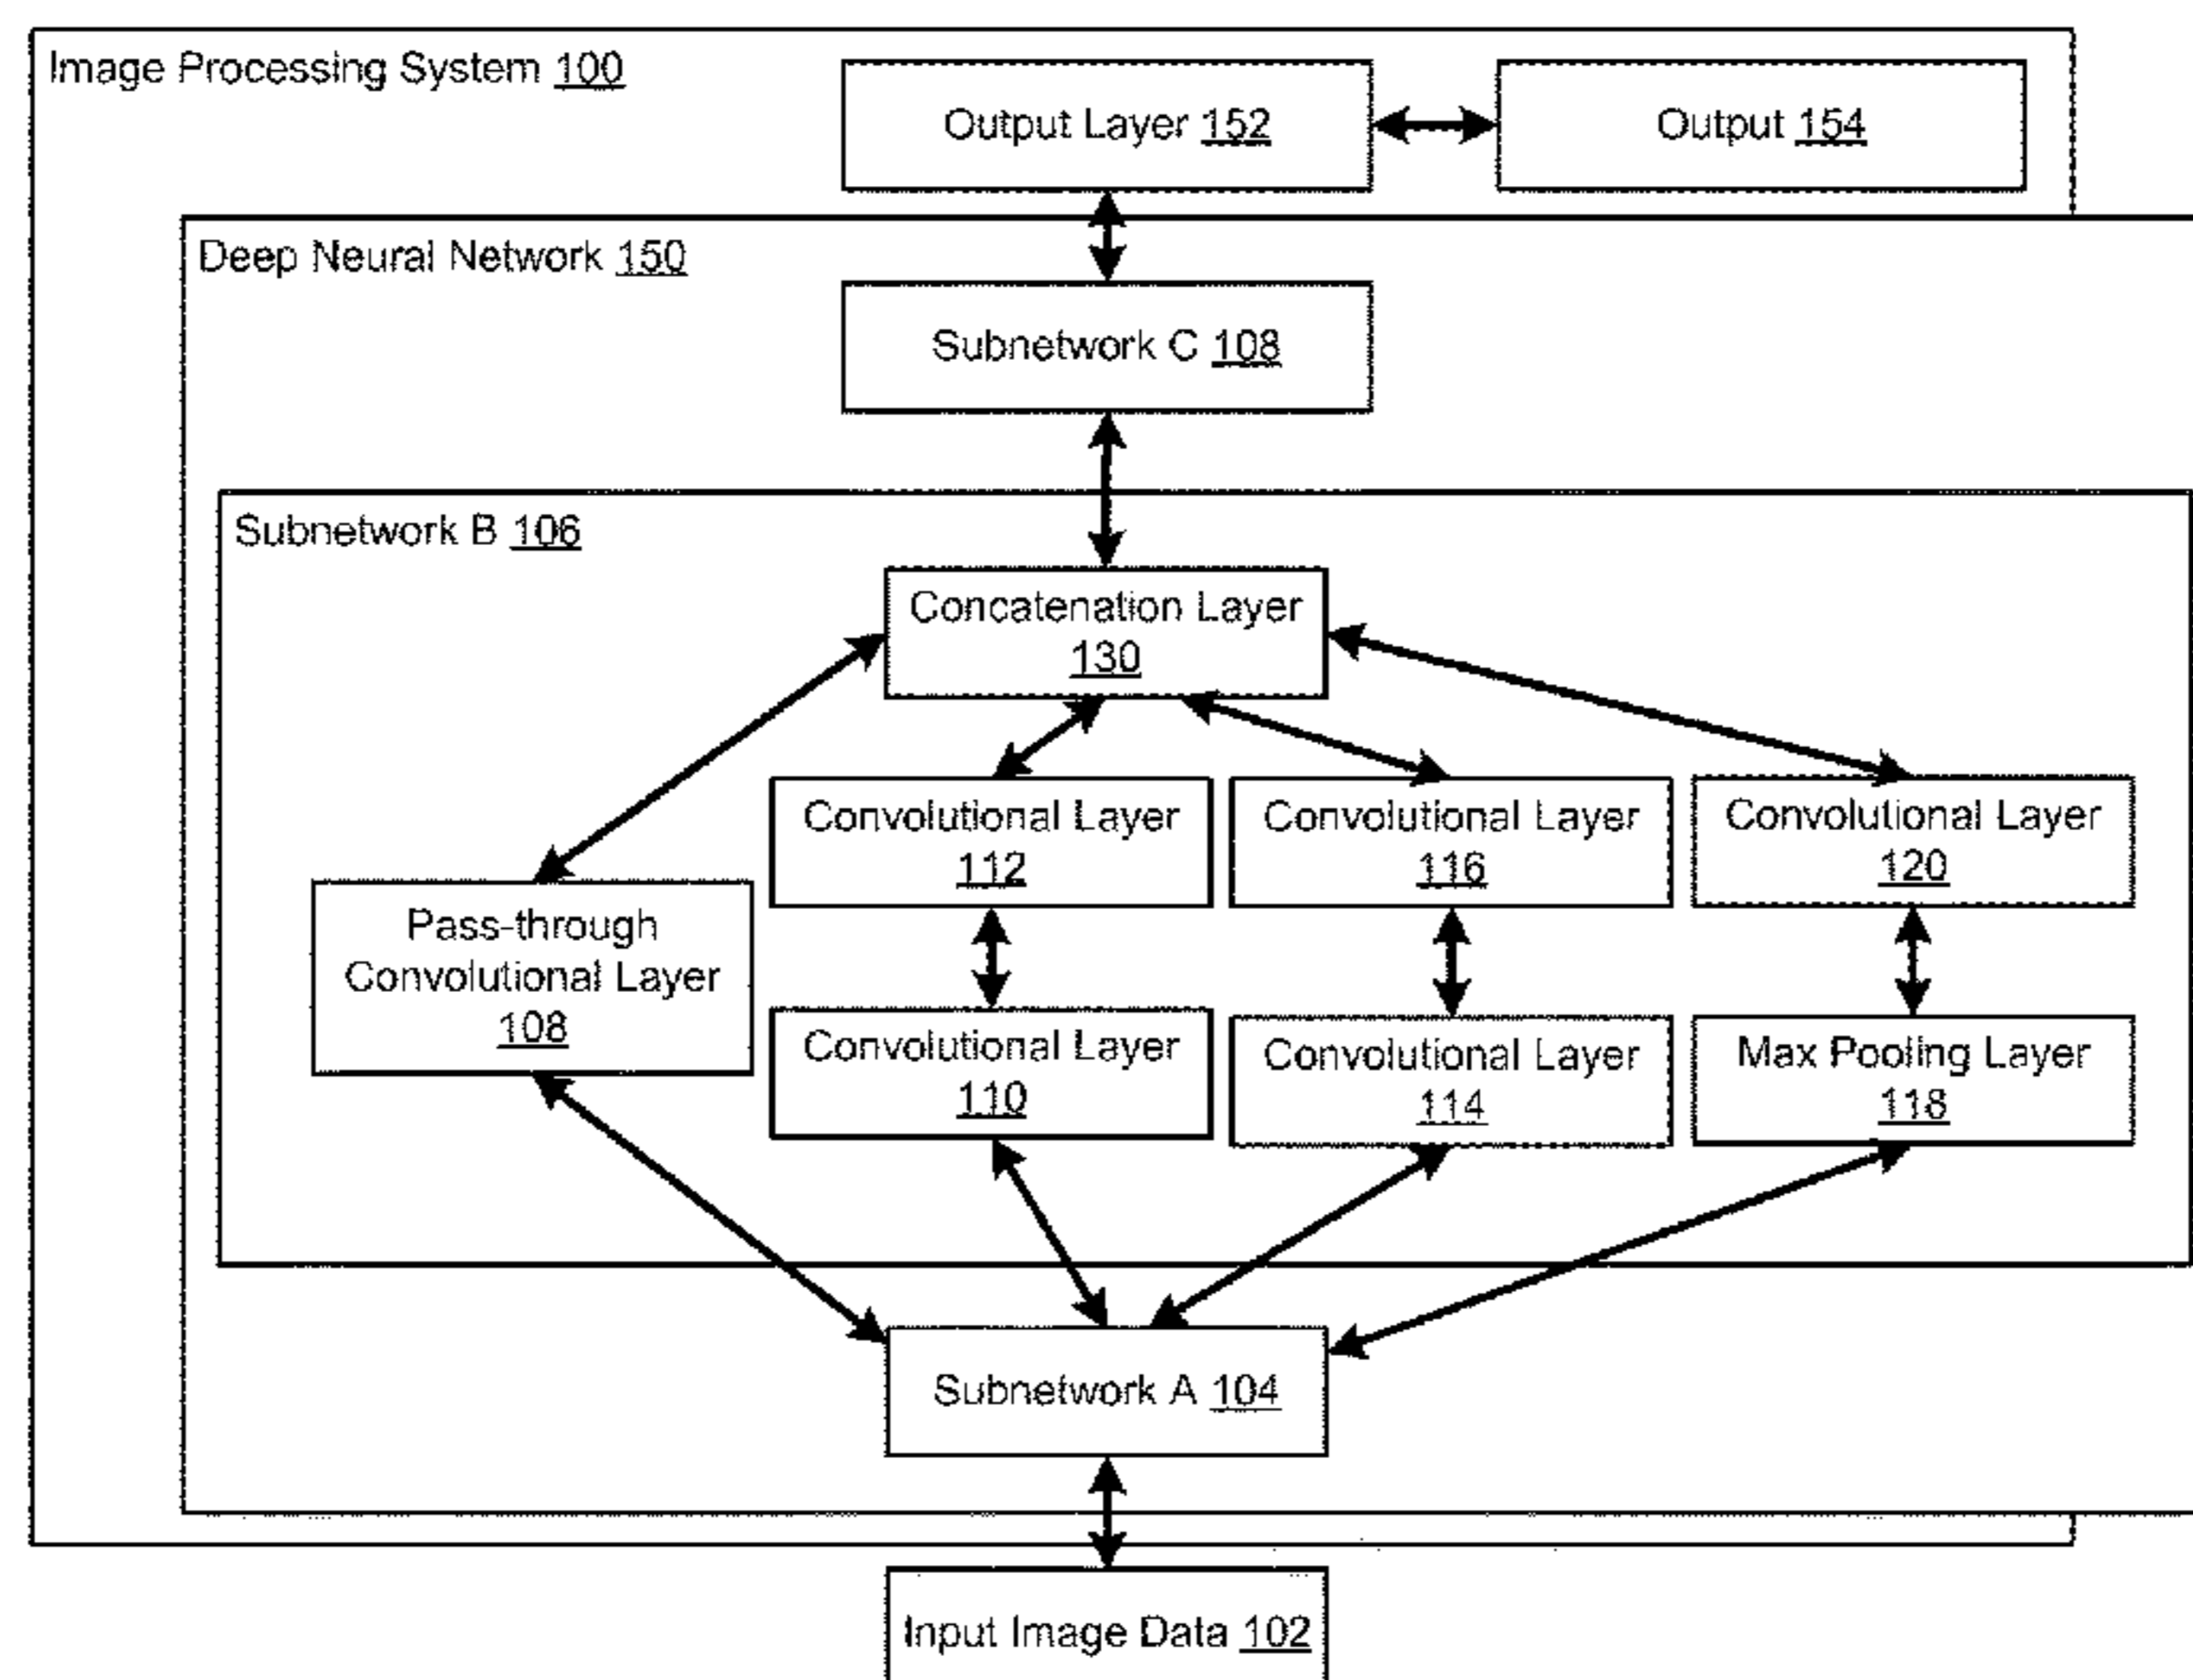 Image Processing System 100
Output Layer 152
Output 154
Deep Neural Network 150
Subnetwork C 108
Subnetwork B 106
Concatenation Layer
130
Convolutional Layer
112
Convolutional Layer
116
Convolutional Layer
120
Pass-through
Convolutional Layer
108
Convolutional Layer
110
Convolutional Layer
114
Max Pooling Layer
118
Subnetwork A 104
Input Image Data 102